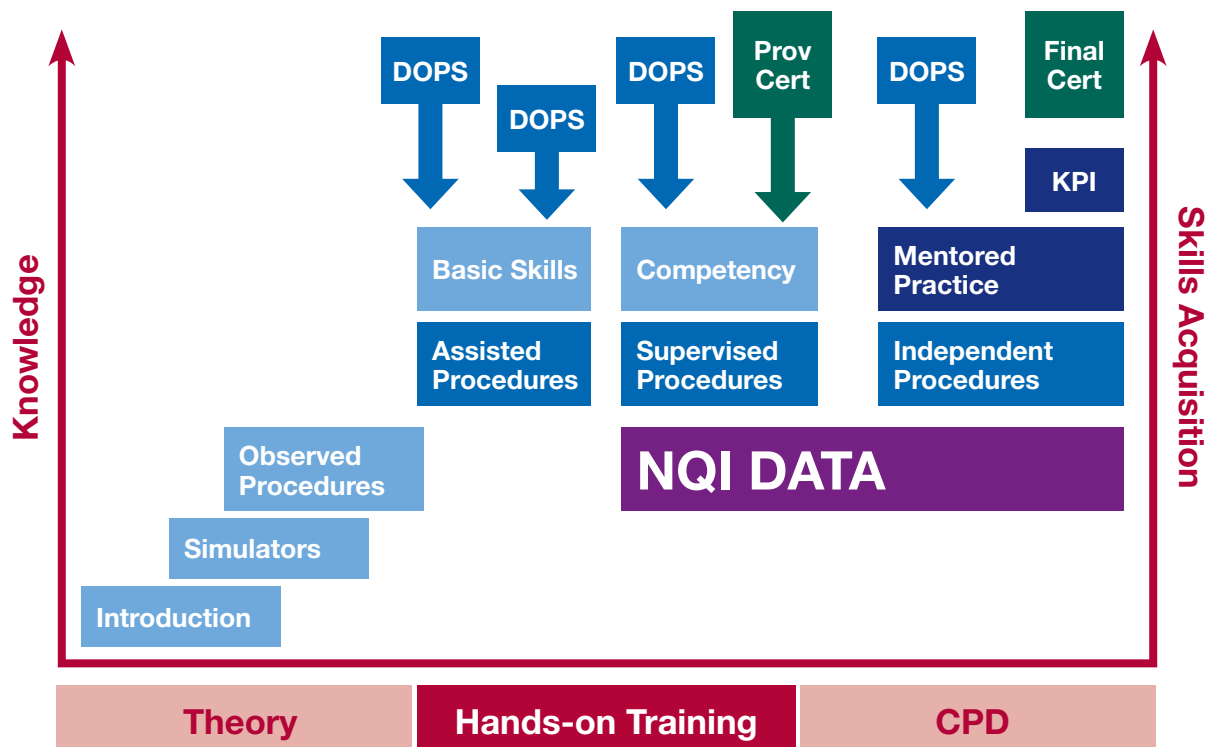 DOPS
DOPS
DOPS
Prov
Cert
DOPS
Final
Cert
KPI
Knowledge
Skills Acquisition
Basic Skills
Competency
Mentored
Practice
Assisted
Procedures
Supervised
Procedures
Independent
Procedures
Observed
Procedures
NQI DATA
Simulators
Introduction
Theory
Hands-on Training
CPD